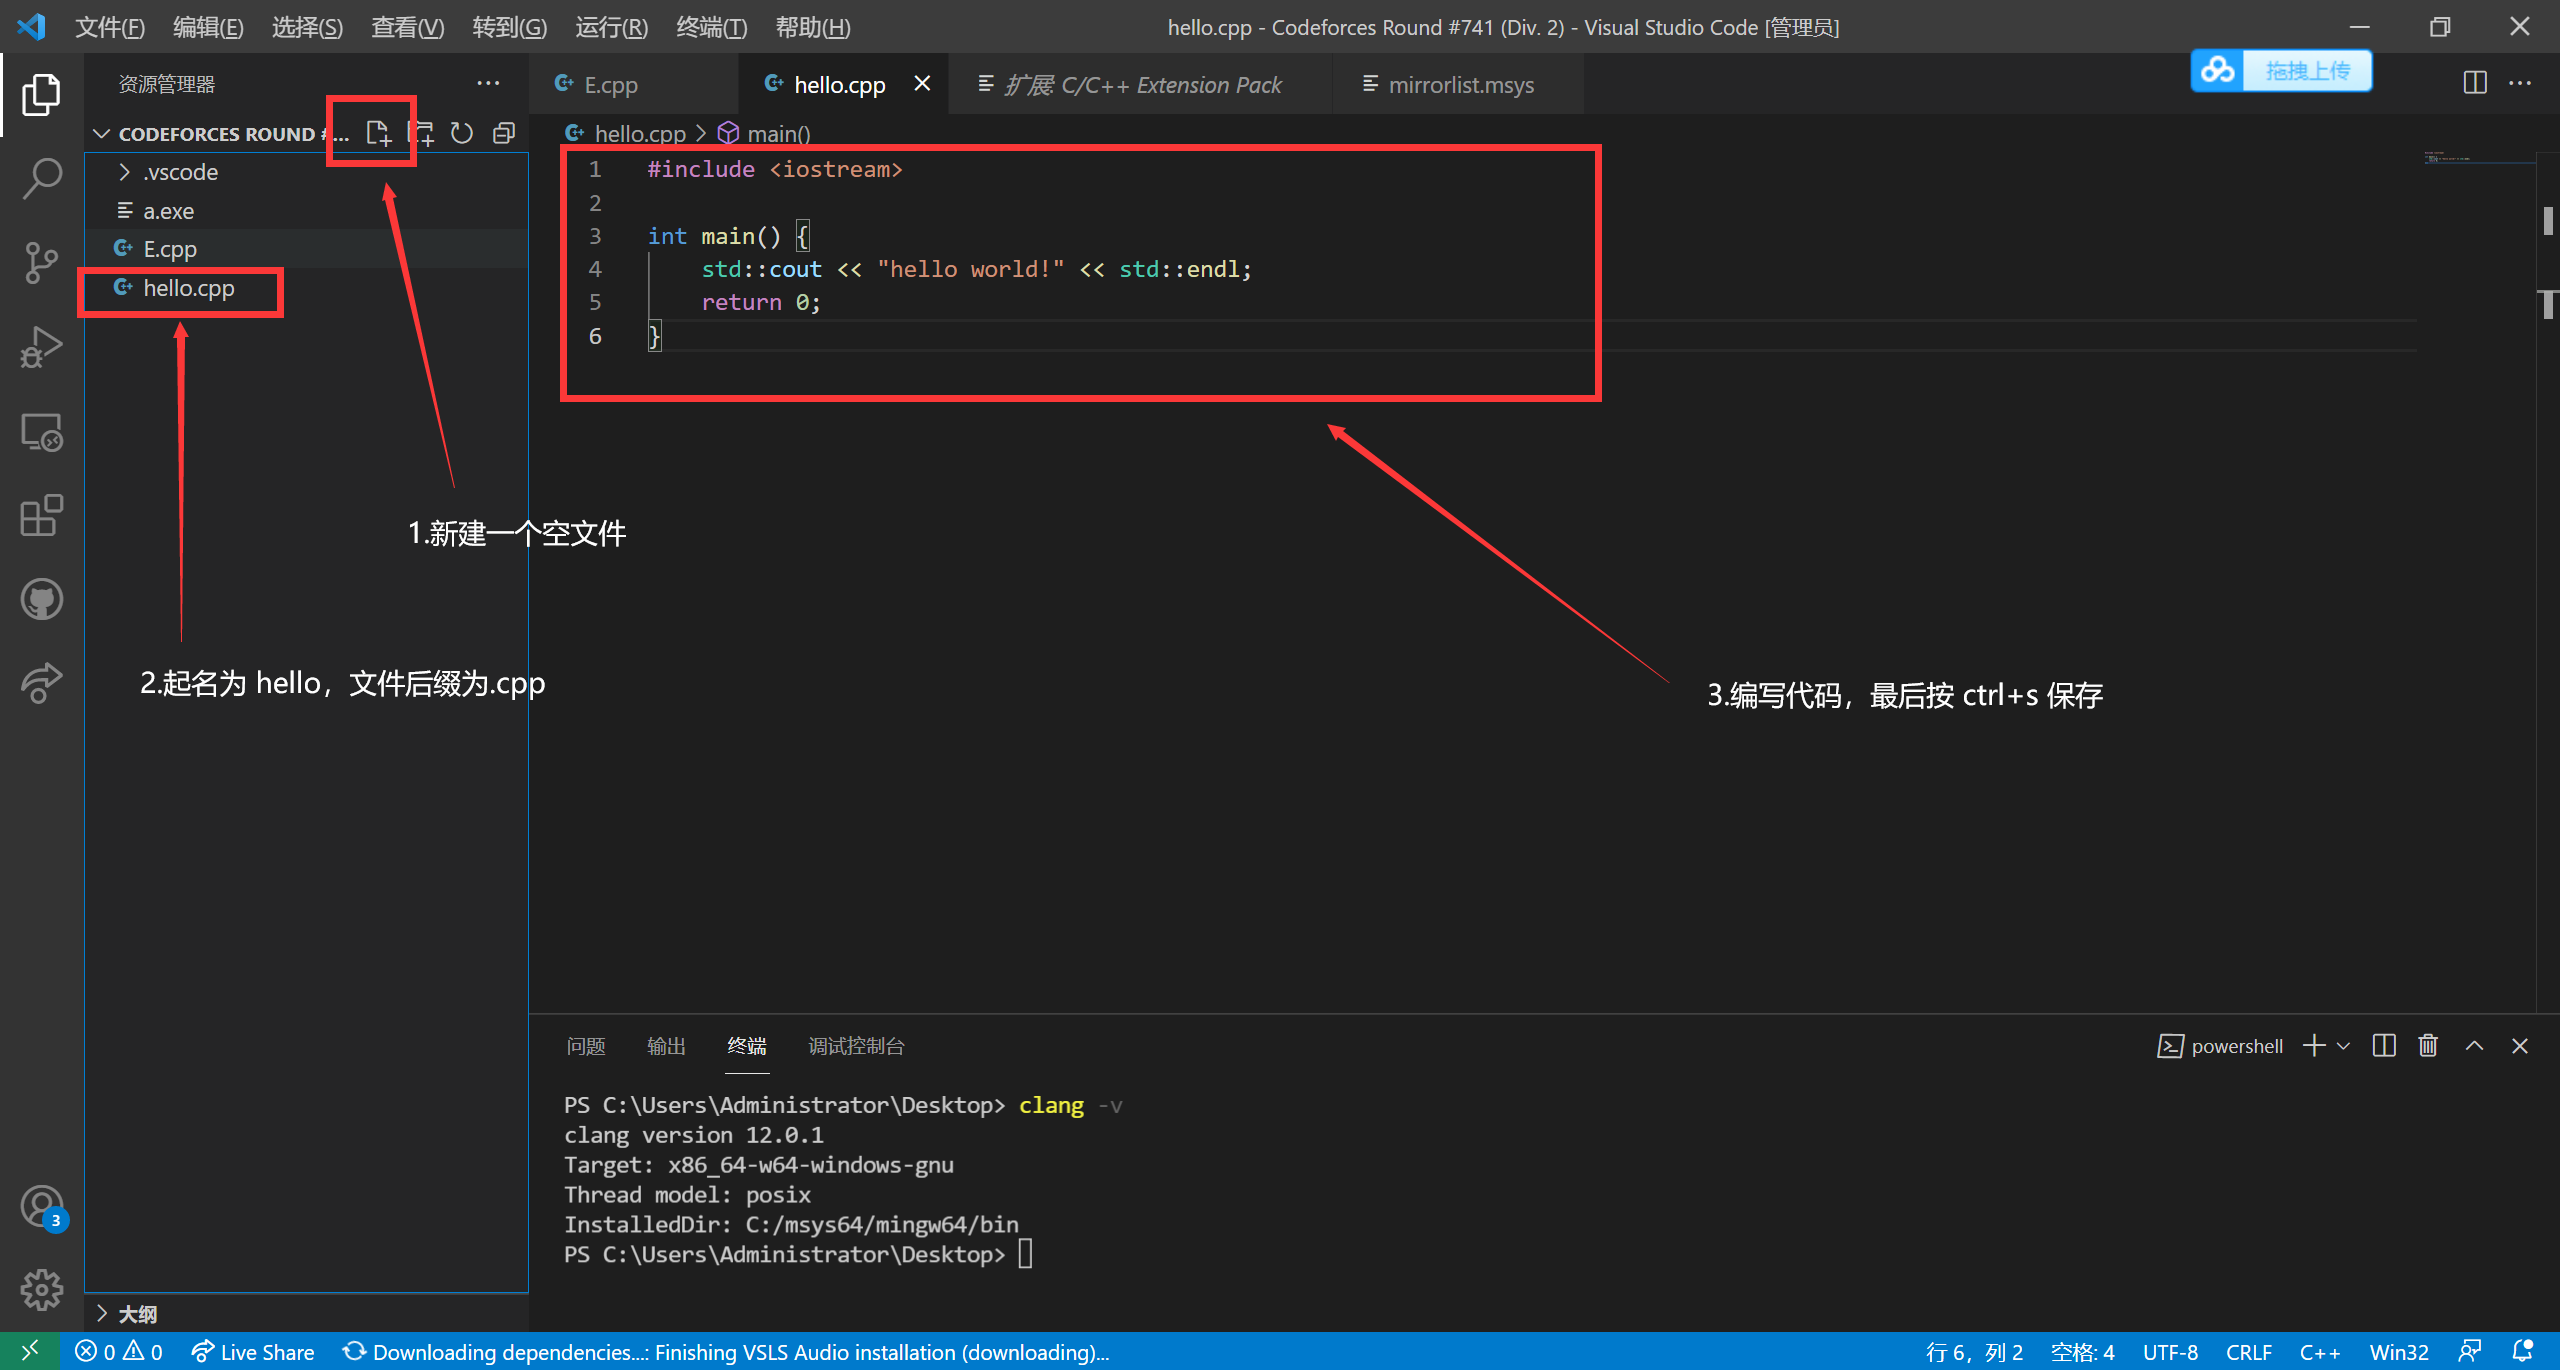 文件(F) 编辑(E) 选择(S) 查看(V) 转到(G) 运行(R) 终端(T) 帮助(H) hello.cpp - Codeforces Round #741 (Div. 2) - Visual Studio Code [管理员]
资源管理器
E.cpp hello.cpp 扩展: C/C++ Extension Pack mirrorlist.msys
拖拽上传
CODEFORCES ROUND #...
hello.cpp main()
.vscode
a.exe
E.cpp
hello.cpp
1 #include <iostream>
2
3 int main() {
4 std::cout << "hello world!" << std::endl;
5 return 0;
6 }
1.新建一个空文件
2.起名为 hello，文件后缀为.cpp
3.编写代码，最后按 ctrl+s 保存
问题 输出 终端 调试控制台 powershell
PS C:\Users\Administrator\Desktop> clang -v
clang version 12.0.1
Target: x86_64-w64-windows-gnu
Thread model: posix
InstalledDir: C:/msys64/mingw64/bin
PS C:\Users\Administrator\Desktop>
3
大纲
0 0 Live Share Downloading dependencies...: Finishing VSLS Audio installation (downloading)... 行 6，列 2 空格: 4 UTF-8 CRLF C++ Win32